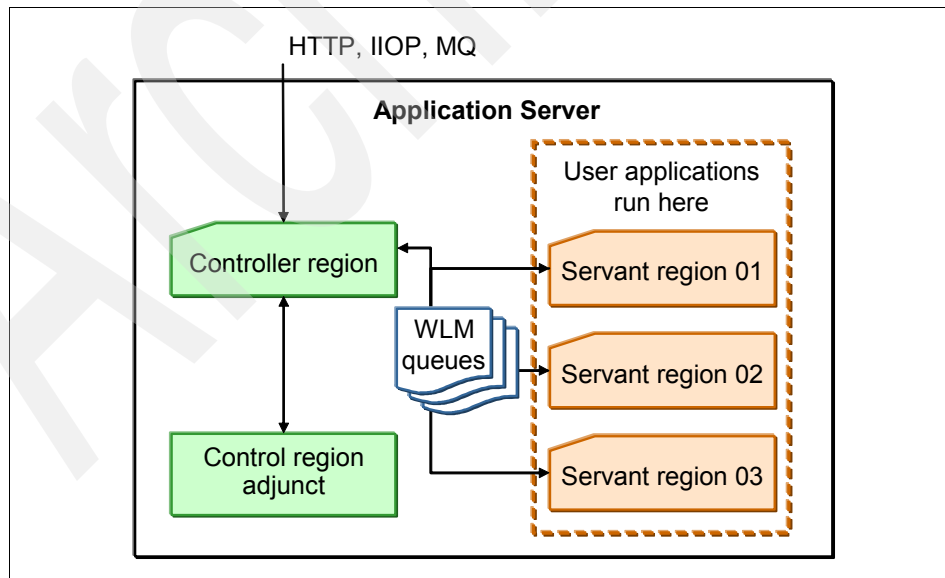 HTTP, IIOP, MQ
Application Server
User applications
run here
Controller region
Servant region 01
WLM
queues
Servant region 02
Control region
adjunct
Servant region 03